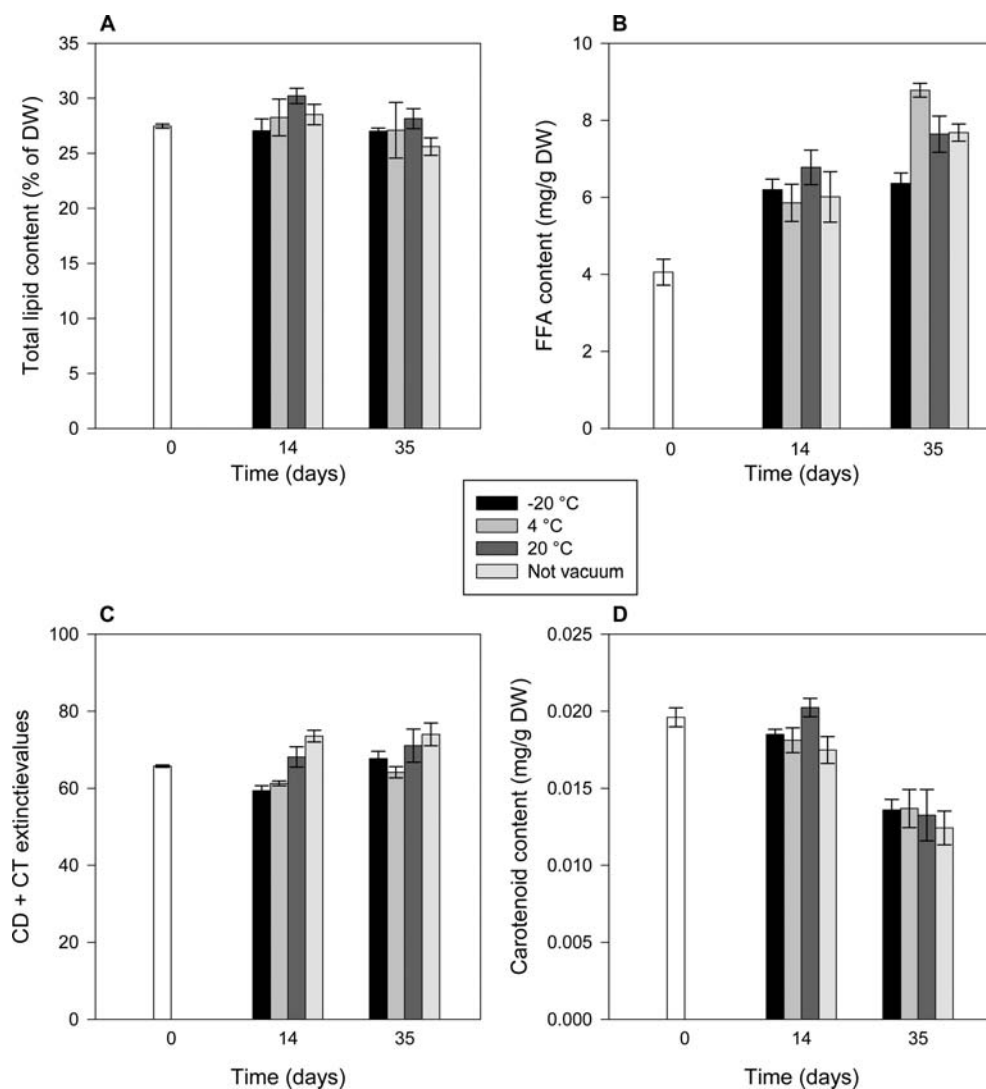 A
Total lipid content (% of DW)
35
30
25
20
15
10
5
0
0 14 35
Time (days)
B
FFA content (mg/g DW)
10
8
6
4
2
0
0 14 35
Time (days)
-20 °C
4 °C
20 °C
Not vacuum
C
CD + CT extinctievalues
100
80
60
40
20
0
0 14 35
Time (days)
D
Carotenoid content (mg/g DW)
0.025
0.020
0.015
0.010
0.005
0.000
0 14 35
Time (days)